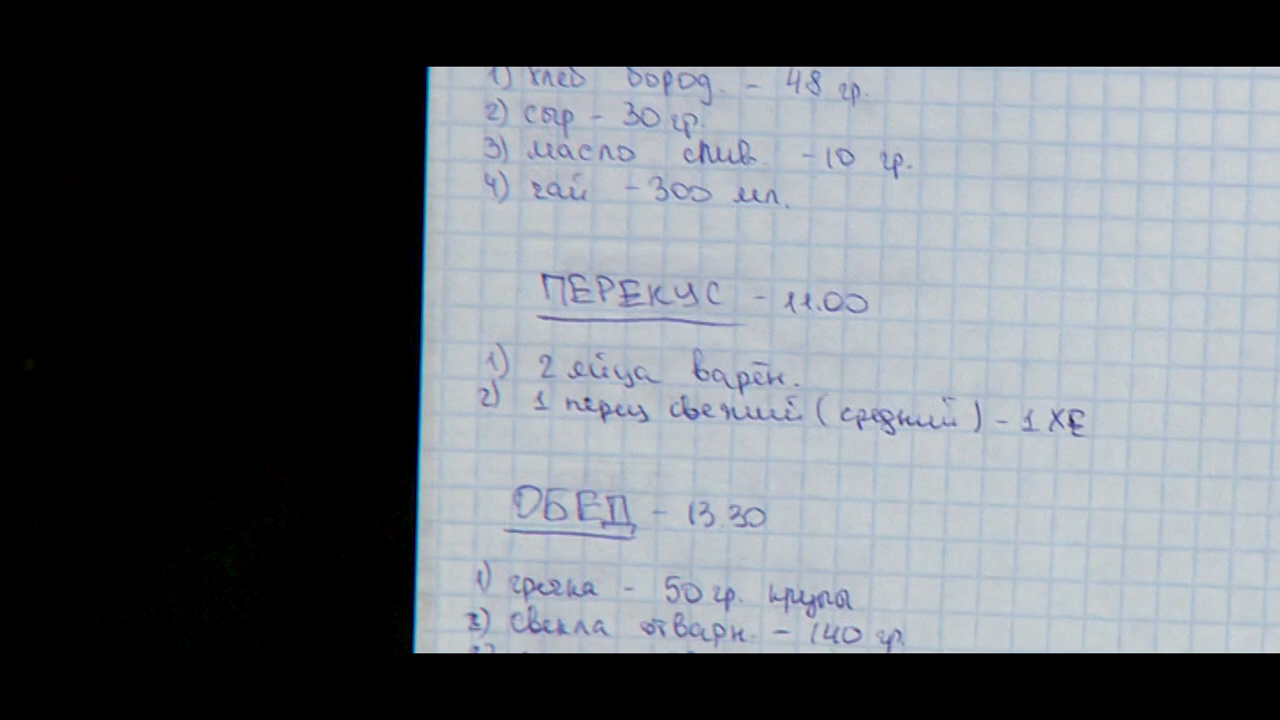 1) хлеб бород. - 48 гр.
2) сыр - 30 гр.
3) масло слив. - 10 гр.
4) чай - 300 мл.
ПЕРЕКУС - 11.00
1) 2 яйца варён.
2) 1 перец свежий (средний) - 1 ХЕ
ОБЕД - 13.30
1) гречка - 50 гр. крупы
2) свекла отварн. - 140 гр.